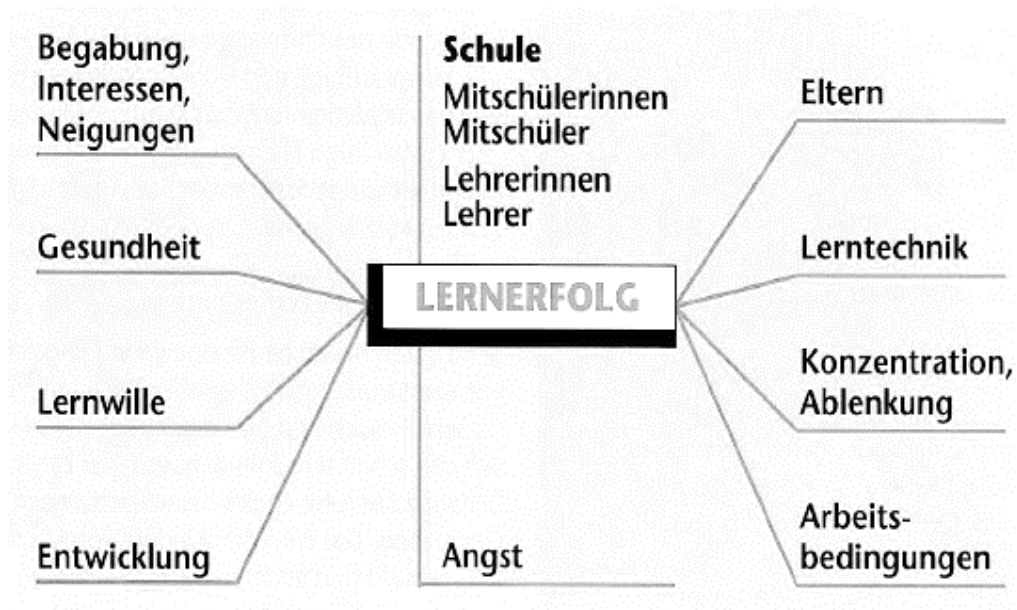 Begabung,
Interessen,
Neigungen
Gesundheit
Lernwille
Entwicklung
Schule
Mitschülerinnen
Mitschüler
Lehrerinnen
Lehrer
LERNERFOLG
Angst
Eltern
Lerntechnik
Konzentration,
Ablenkung
Arbeits-
bedingungen